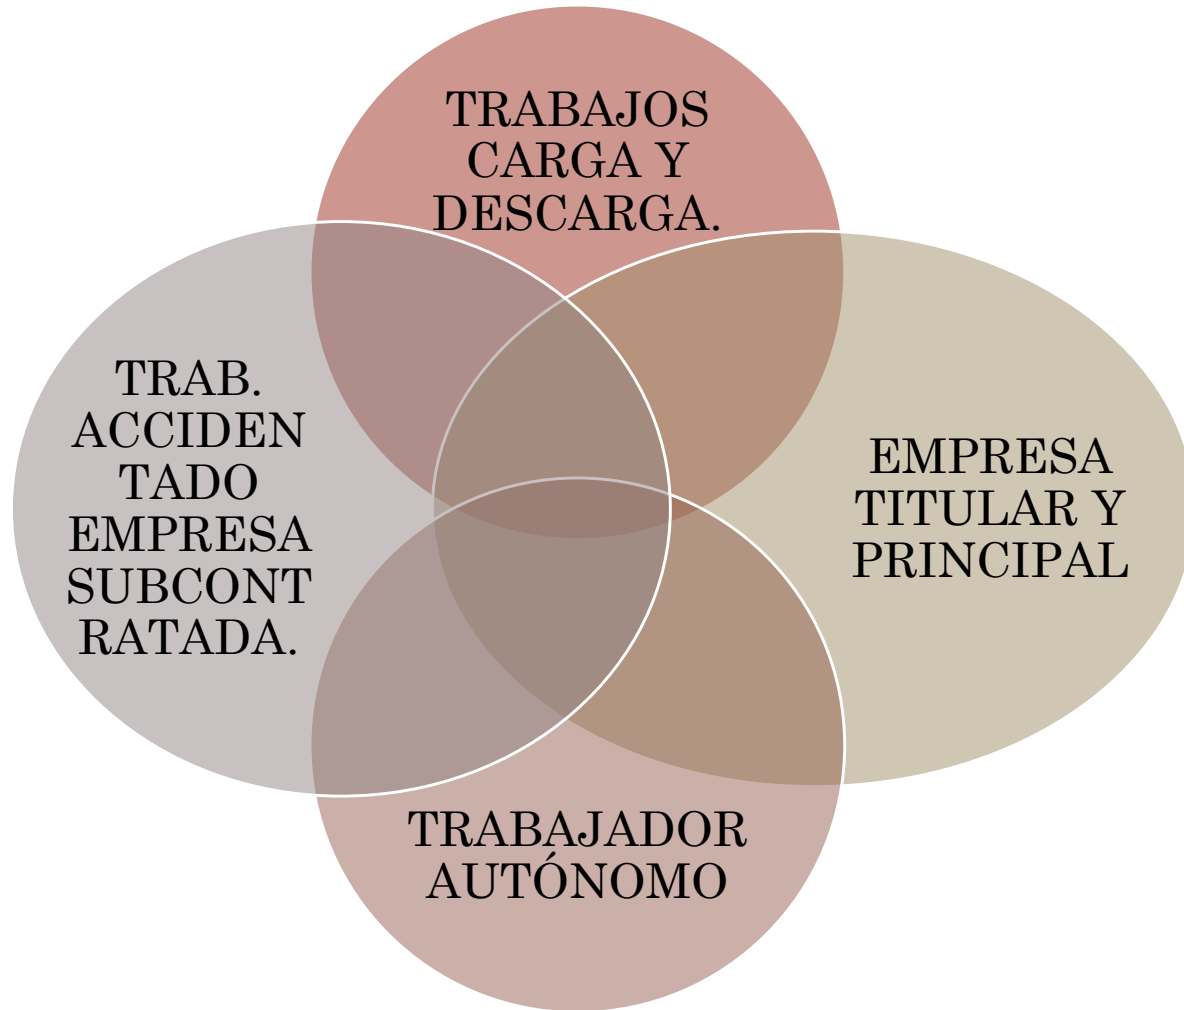 TRABAJOS
CARGA Y
DESCARGA.
TRAB.
ACCIDEN
TADO
EMPRESA
SUBCONT
RATADA.
EMPRESA
TITULAR Y
PRINCIPAL
TRABAJADOR
AUTÓNOMO